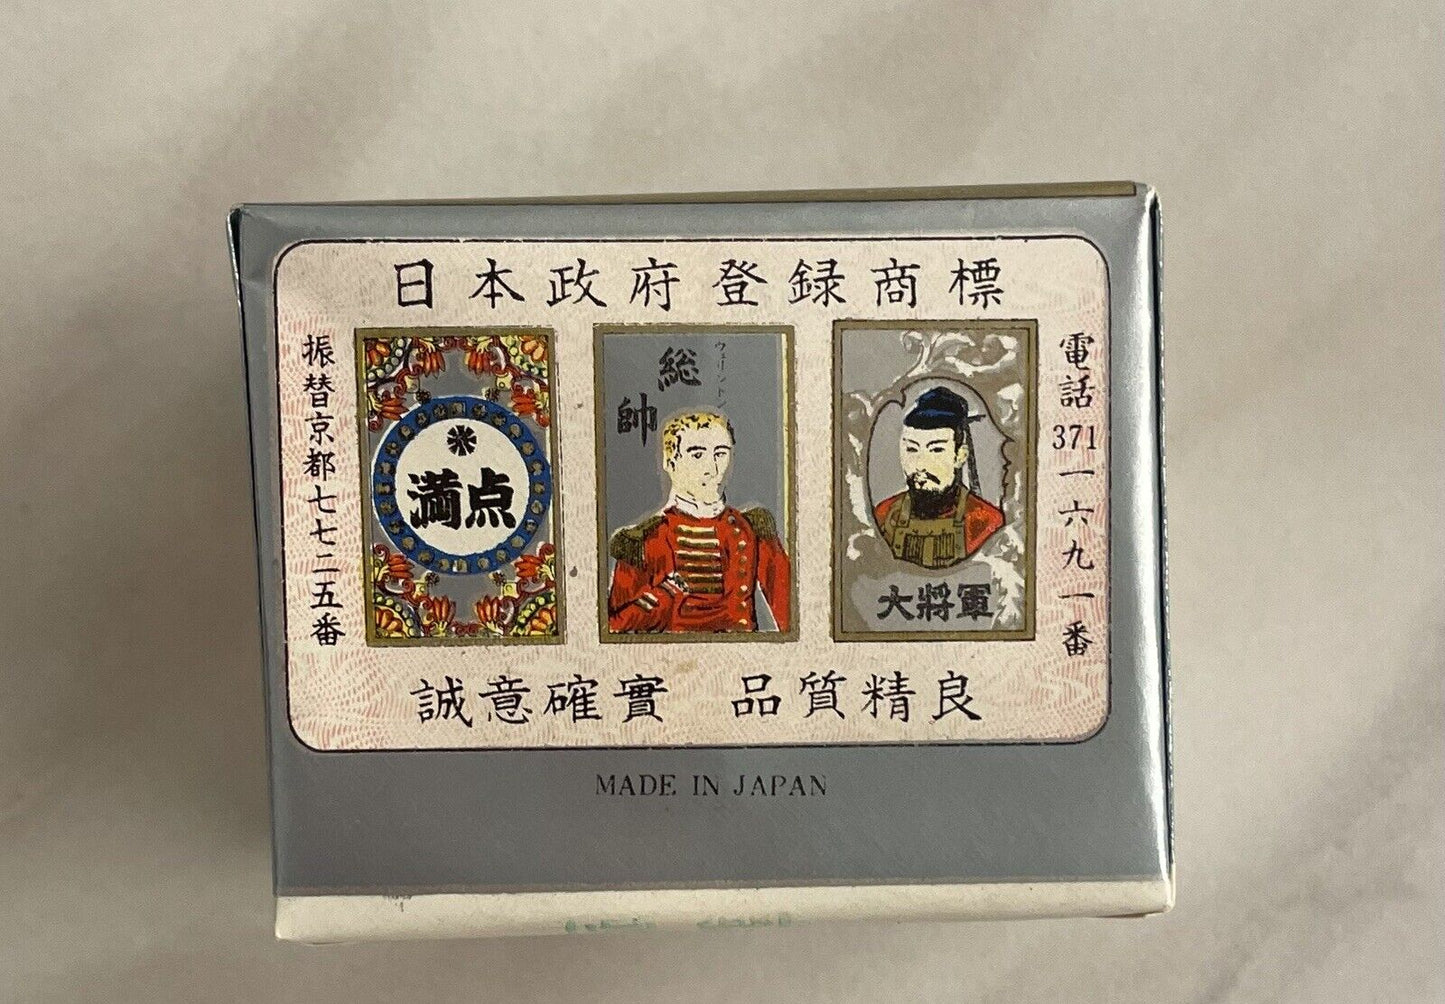 日本政府登録商標
電話371一六九一番
大將軍
総帥
ウェリントン
満点
振替京都七七二五番
誠意確實 品質精良
MADE IN JAPAN